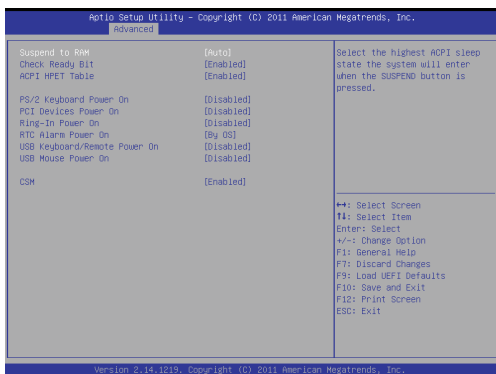 Aptio Setup Utility - Copyright (C) 2011 American Megatrends, Inc.
Advanced
Suspend to RAM [Auto]
Check Ready Bit [Enabled]
ACPI HPET Table [Enabled]
PS/2 Keyboard Power On [Disabled]
PCI Devices Power On [Disabled]
Ring-In Power On [Disabled]
RTC Alarm Power On [By OS]
USB Keyboard/Remote Power On [Disabled]
USB Mouse Power On [Disabled]
CSM [Enabled]
Select the highest ACPI sleep
state the system will enter
when the SUSPEND button is
pressed.
↔: Select Screen
↑↓: Select Item
Enter: Select
+/-: Change Option
F1: General Help
F7: Discard Changes
F9: Load UEFI Defaults
F10: Save and Exit
F12: Print Screen
ESC: Exit
Version 2.14.1219. Copyright (C) 2011 American Megatrends, Inc.